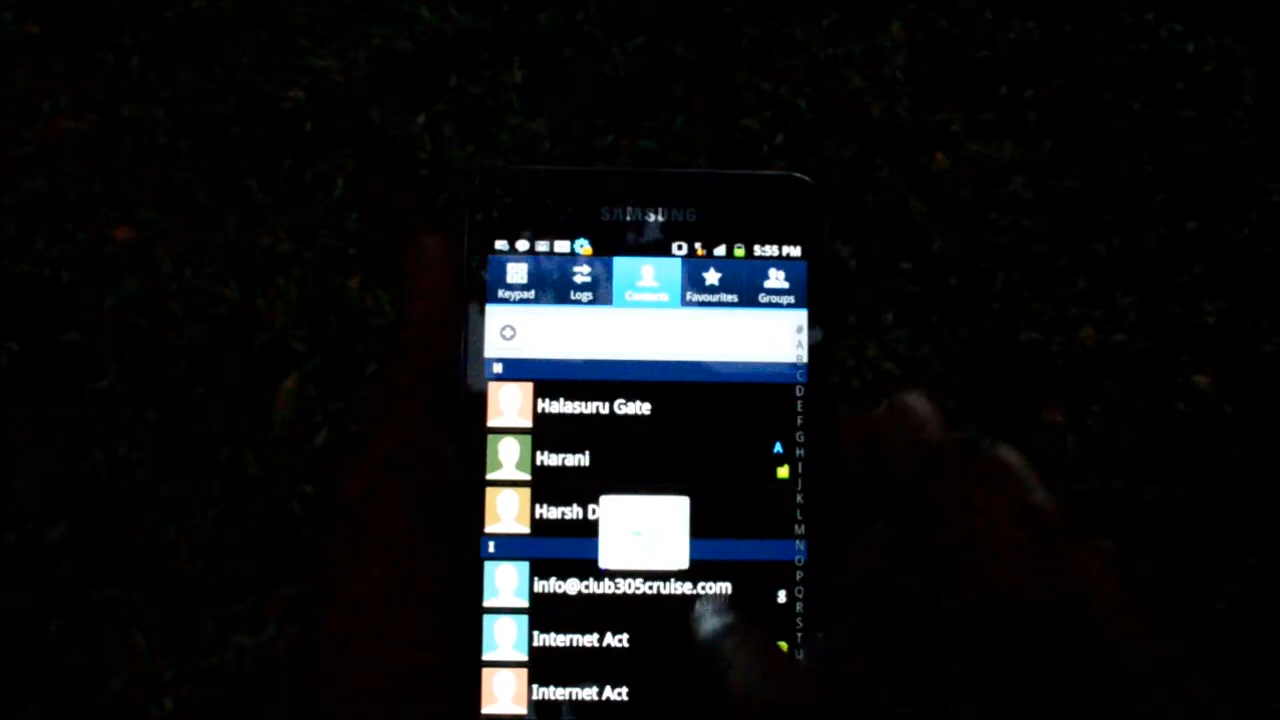 SAMSUNG
5:55 PM
Keypad Logs Contacts Favourites Groups
#
A
B
C
H
Halasuru Gate
D
E
F
G
Harani
A
H
I
J
K
Harsh D
L
M
I
N
O
info@club305cruise.com
g
P
Q
R
Internet Act
S
T
U
Internet Act